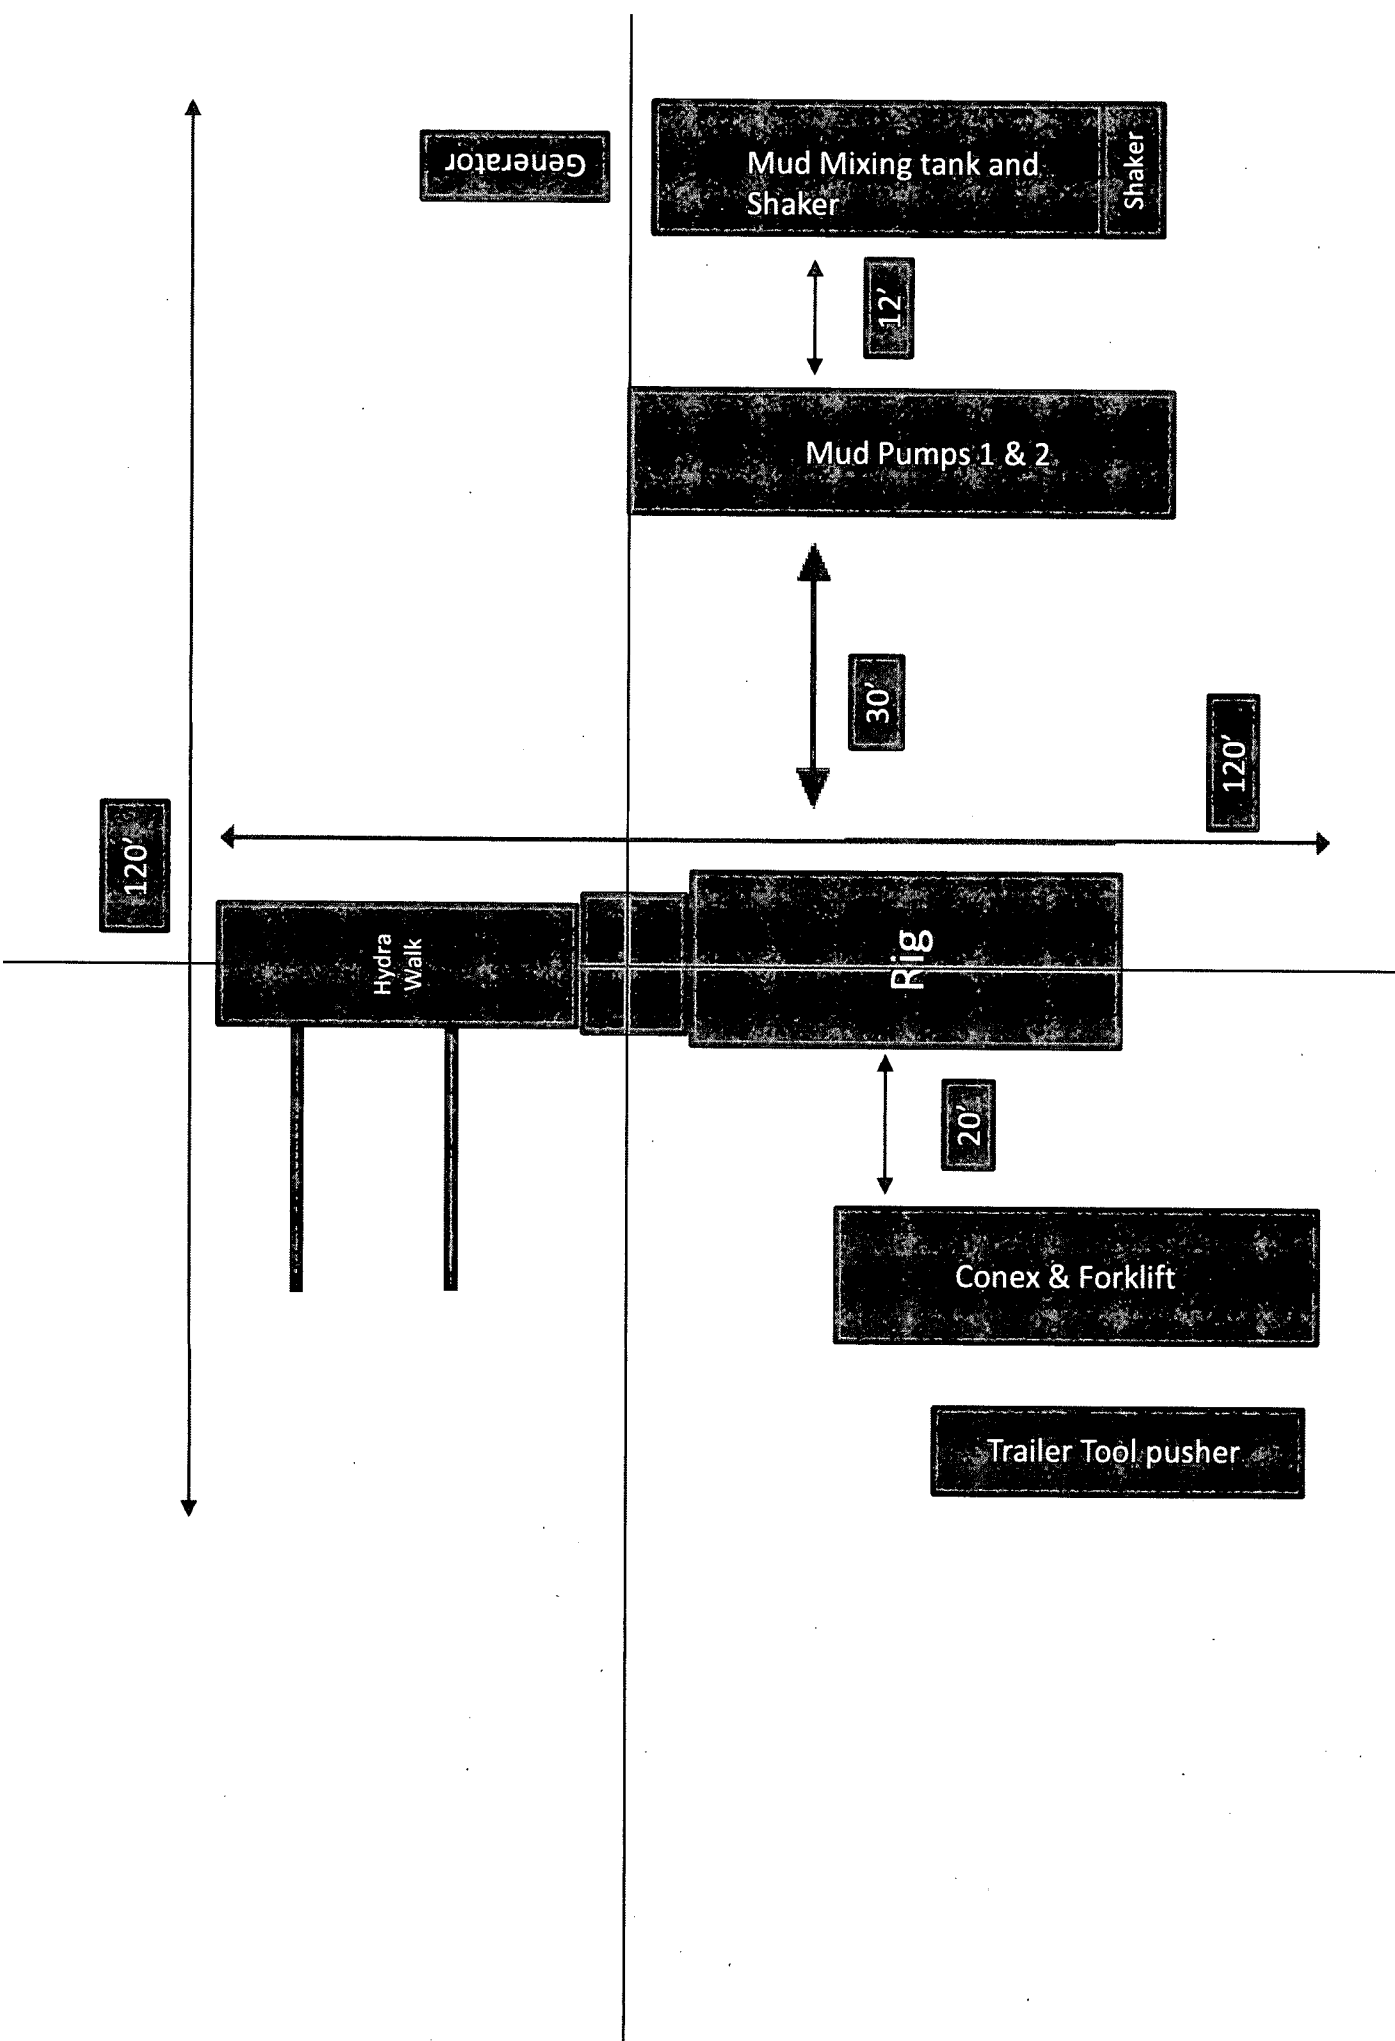 Generator
Mud Mixing tank and
Shaker
Shaker
12'
Mud Pumps 1 & 2
30'
120'
120'
Hydra
Walk
Rig
20'
Conex & Forklift
Trailer Tool pusher